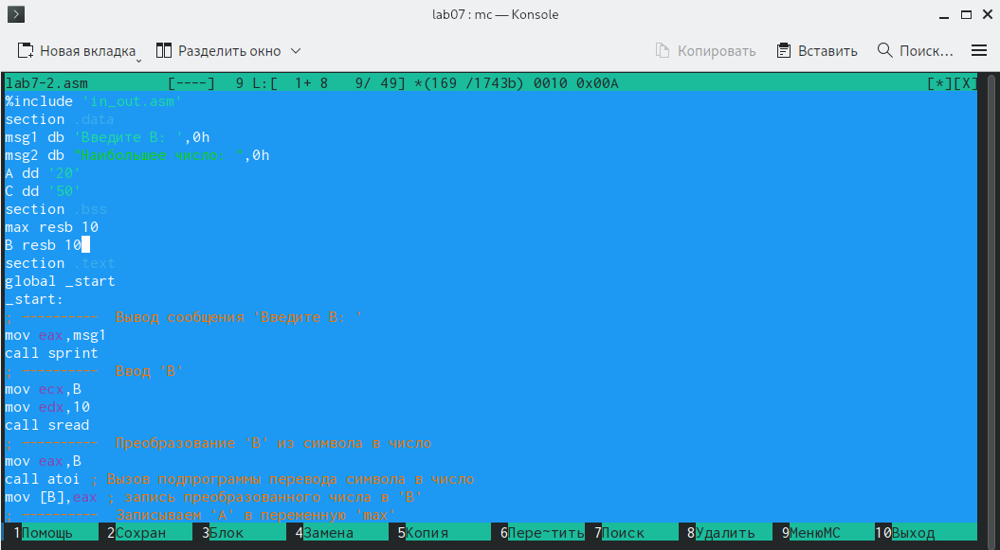 lab07 : mc — Konsole
Новая вкладка Разделить окно Копировать Вставить Поиск...
lab7-2.asm [----] 9 L:[ 1+ 8 9/ 49] *(169 /1743b) 0010 0x00A [*][X]
%include 'in_out.asm'
section .data
msg1 db 'Введите B: ',0h
msg2 db "Наибольшее число: ",0h
A dd '20'
C dd '50'
section .bss
max resb 10
B resb 10
section .text
global _start
_start:
; ---------- Вывод сообщения 'Введите B: '
mov eax,msg1
call sprint
; ---------- Ввод 'B'
mov ecx,B
mov edx,10
call sread
; ---------- Преобразование 'B' из символа в число
mov eax,B
call atoi ; Вызов подпрограммы перевода символа в число
mov [B],eax ; запись преобразованного числа в 'B'
; ---------- Записываем 'A' в переменную 'max'
1Помощь 2Сохран 3Блок 4Замена 5Копия 6Пере~тить 7Поиск 8Удалить 9МенюMC 10Выход